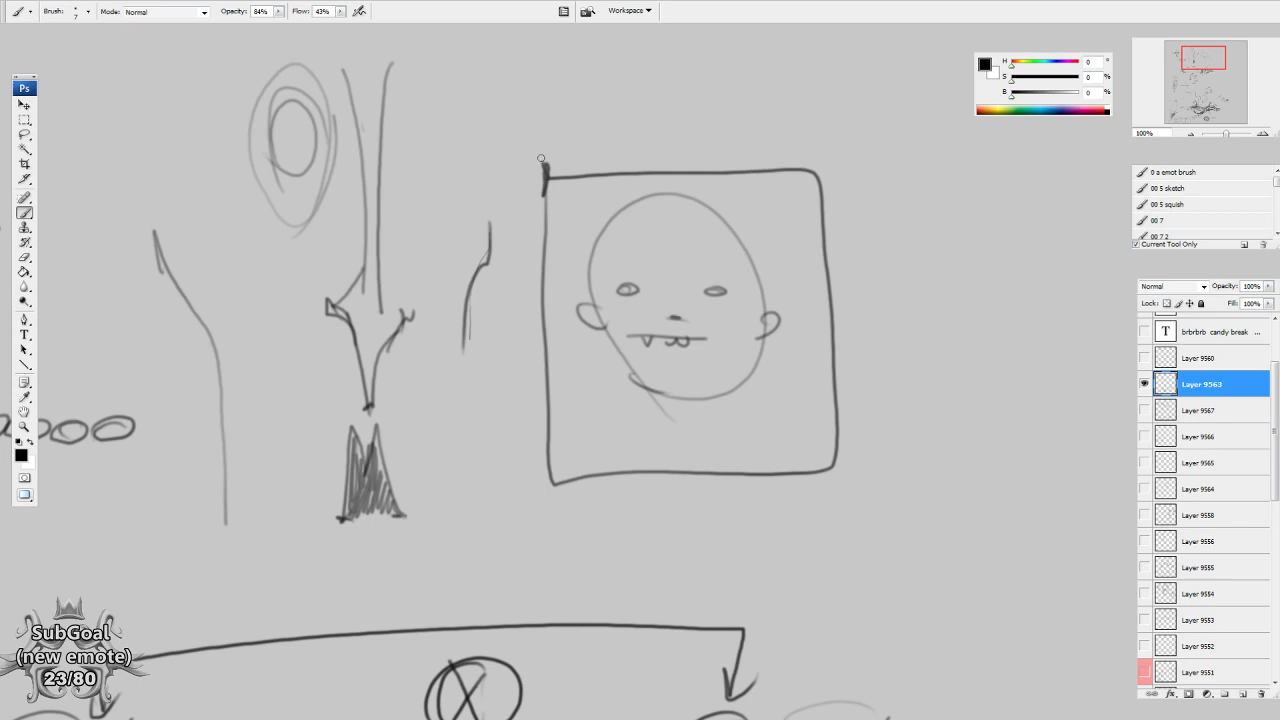 Brush: 7 Mode: Normal Opacity: 84% Flow: 43% Workspace
Ps
H 0 °
S 0 %
B 0 %
100%
0 a emot brush
00 5 sketch
00 5 squish
00 7
00 7 2
Current Tool Only
Normal Opacity: 100%
Lock: Fill: 100%
T brbrbrb candy break ...
Layer 9560
Layer 9563
Layer 9567
Layer 9566
Layer 9565
Layer 9564
Layer 9558
Layer 9556
Layer 9555
Layer 9554
Layer 9553
Layer 9552
Layer 9551
SubGoal
(new emote)
23/80